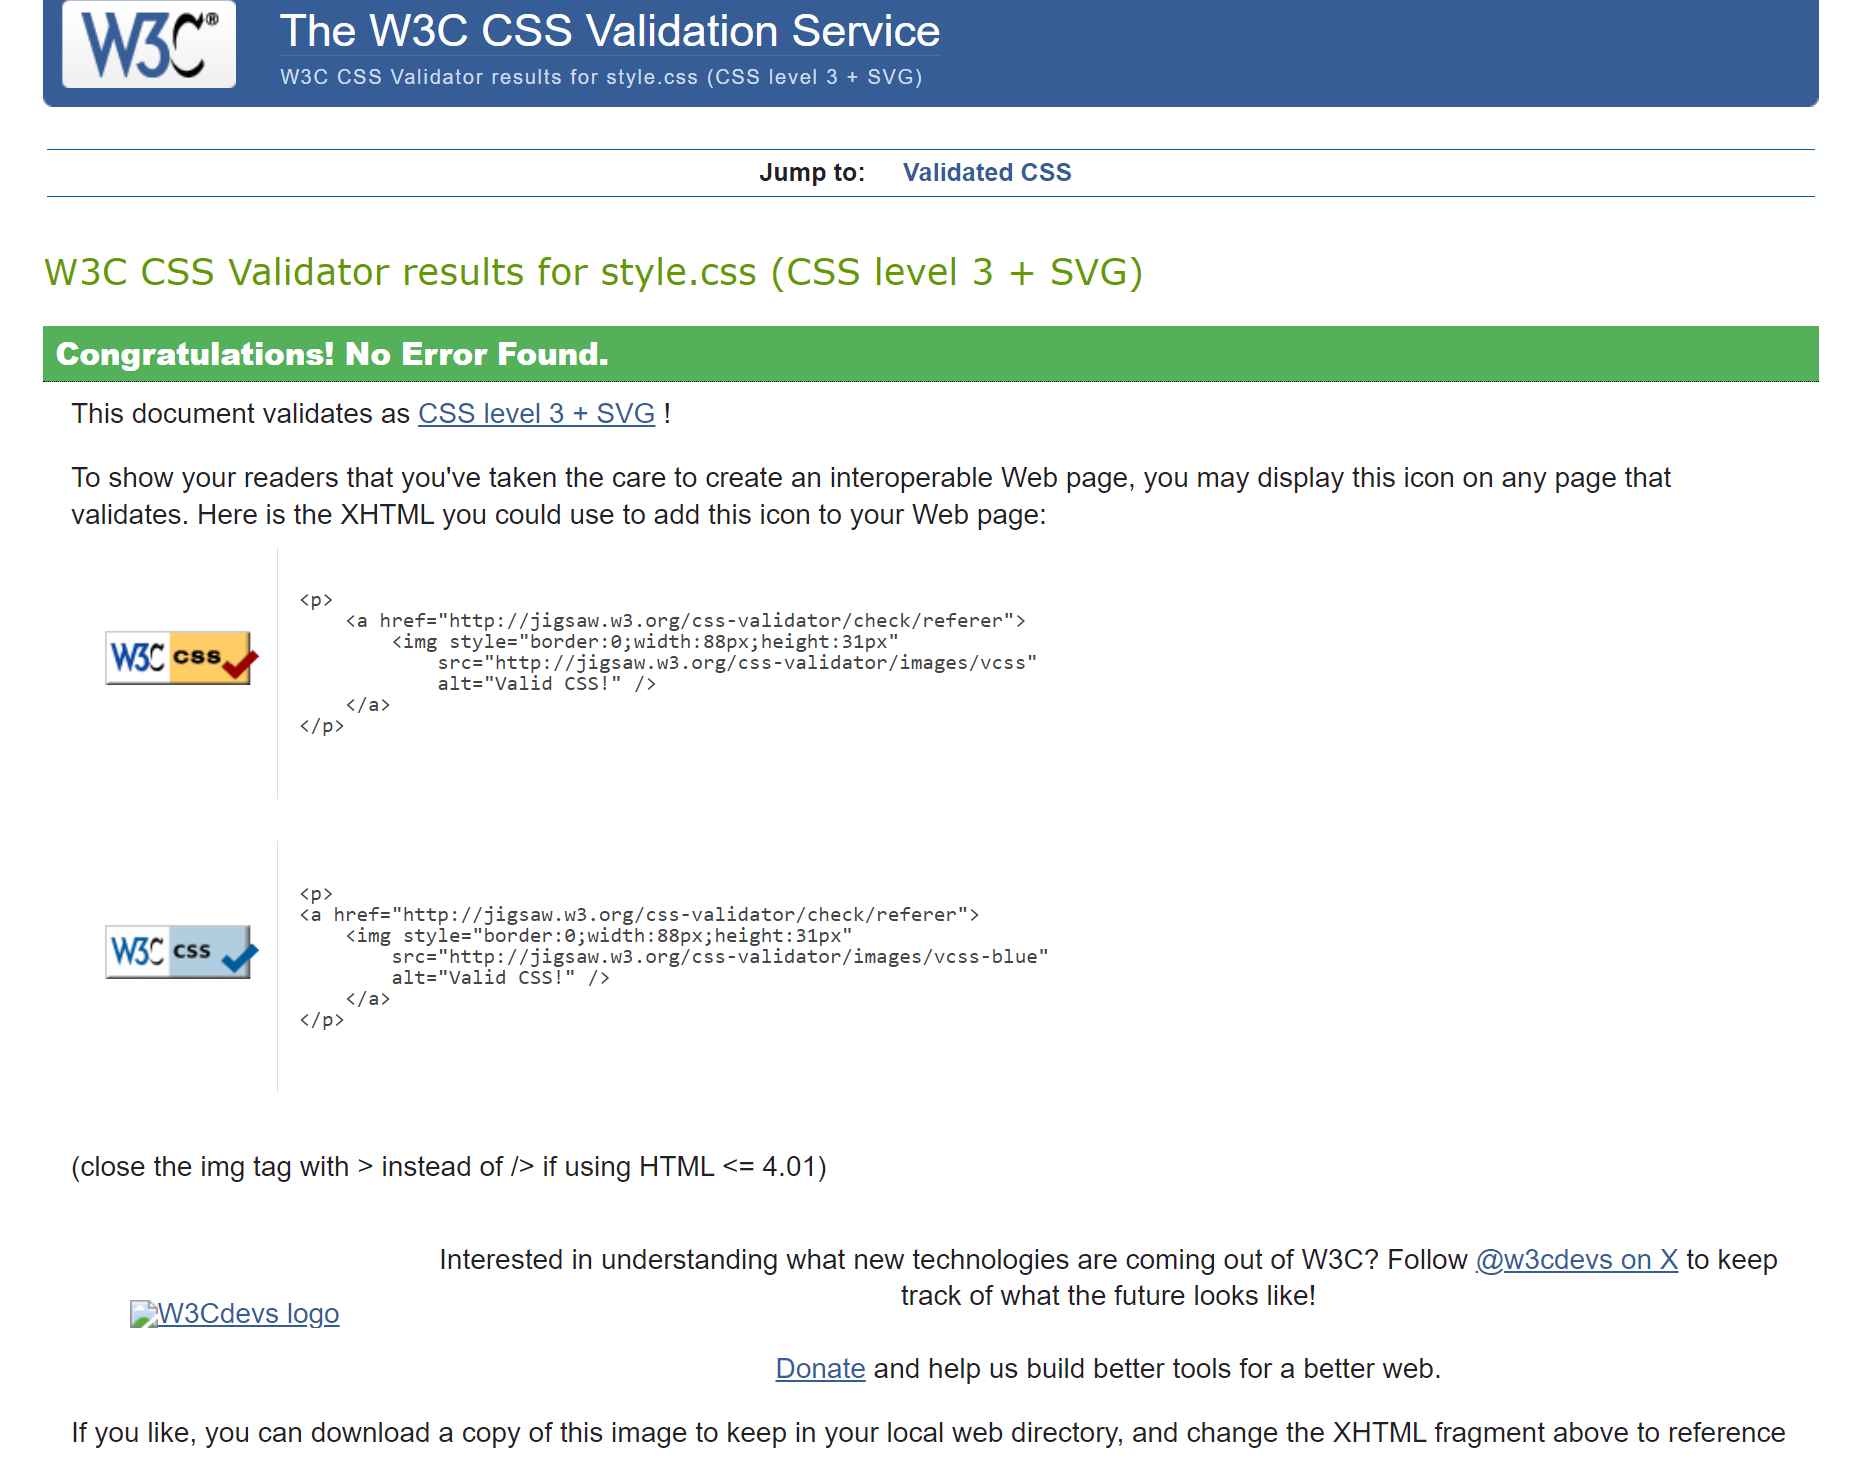 W3C®
The W3C CSS Validation Service
W3C CSS Validator results for style.css (CSS level 3 + SVG)
Jump to: Validated CSS
W3C CSS Validator results for style.css (CSS level 3 + SVG)
Congratulations! No Error Found.
This document validates as CSS level 3 + SVG !
To show your readers that you've taken the care to create an interoperable Web page, you may display this icon on any page that
validates. Here is the XHTML you could use to add this icon to your Web page:
W3C css
<p>
    <a href="http://jigsaw.w3.org/css-validator/check/referer">
        <img style="border:0;width:88px;height:31px"
            src="http://jigsaw.w3.org/css-validator/images/vcss"
            alt="Valid CSS!" />
    </a>
</p>
W3C css
<p>
<a href="http://jigsaw.w3.org/css-validator/check/referer">
    <img style="border:0;width:88px;height:31px"
        src="http://jigsaw.w3.org/css-validator/images/vcss-blue"
        alt="Valid CSS!" />
    </a>
</p>
(close the img tag with > instead of /> if using HTML <= 4.01)
W3Cdevs logo
Interested in understanding what new technologies are coming out of W3C? Follow @w3cdevs on X to keep
track of what the future looks like!
Donate and help us build better tools for a better web.
If you like, you can download a copy of this image to keep in your local web directory, and change the XHTML fragment above to reference